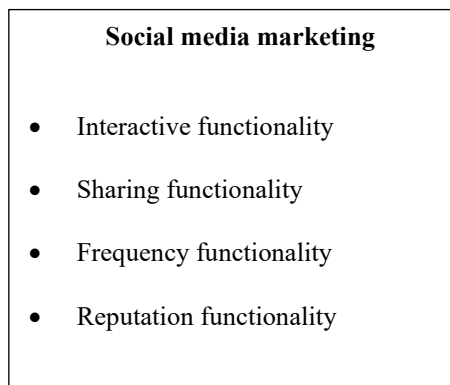 Social media marketing
• Interactive functionality
• Sharing functionality
• Frequency functionality
• Reputation functionality